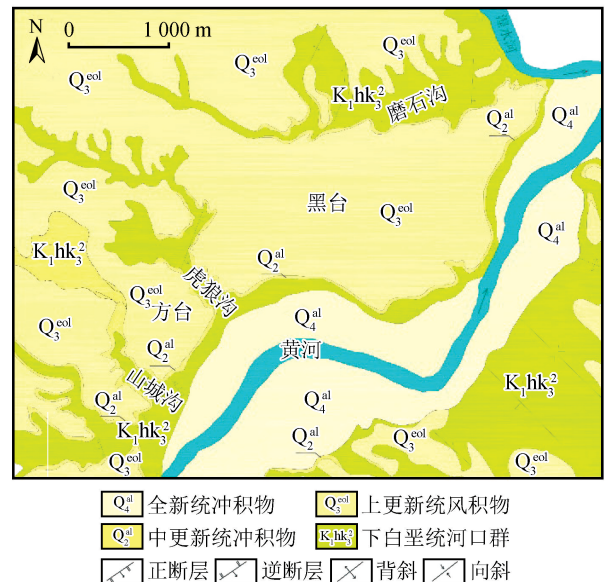 N
0 1 000 m
湟水河
Q₃ᵉᵒˡ
Q₃ᵉᵒˡ
Q₃ᵉᵒˡ
K₁hk₃²
磨石沟
Q₂ᵃˡ
Q₄ᵃˡ
Q₃ᵉᵒˡ
黑台
Q₃ᵉᵒˡ
Q₄ᵃˡ
K₁hk₃²
Q₂ᵃˡ
虎狼沟
Q₃ᵉᵒˡ
方台
Q₃ᵉᵒˡ
Q₄ᵃˡ
黄河
Q₂ᵃˡ
山城沟
K₁hk₃²
Q₂ᵃˡ
Q₄ᵃˡ
K₁hk₃²
Q₂ᵃˡ
Q₃ᵉᵒˡ
Q₃ᵉᵒˡ
Q₃ᵉᵒˡ
Q₄ᵃˡ 全新统冲积物 Q₃ᵉᵒˡ 上更新统风积物
Q₂ᵃˡ 中更新统冲积物 K₁hk₃² 下白垩统河口群
正断层 逆断层 背斜 向斜